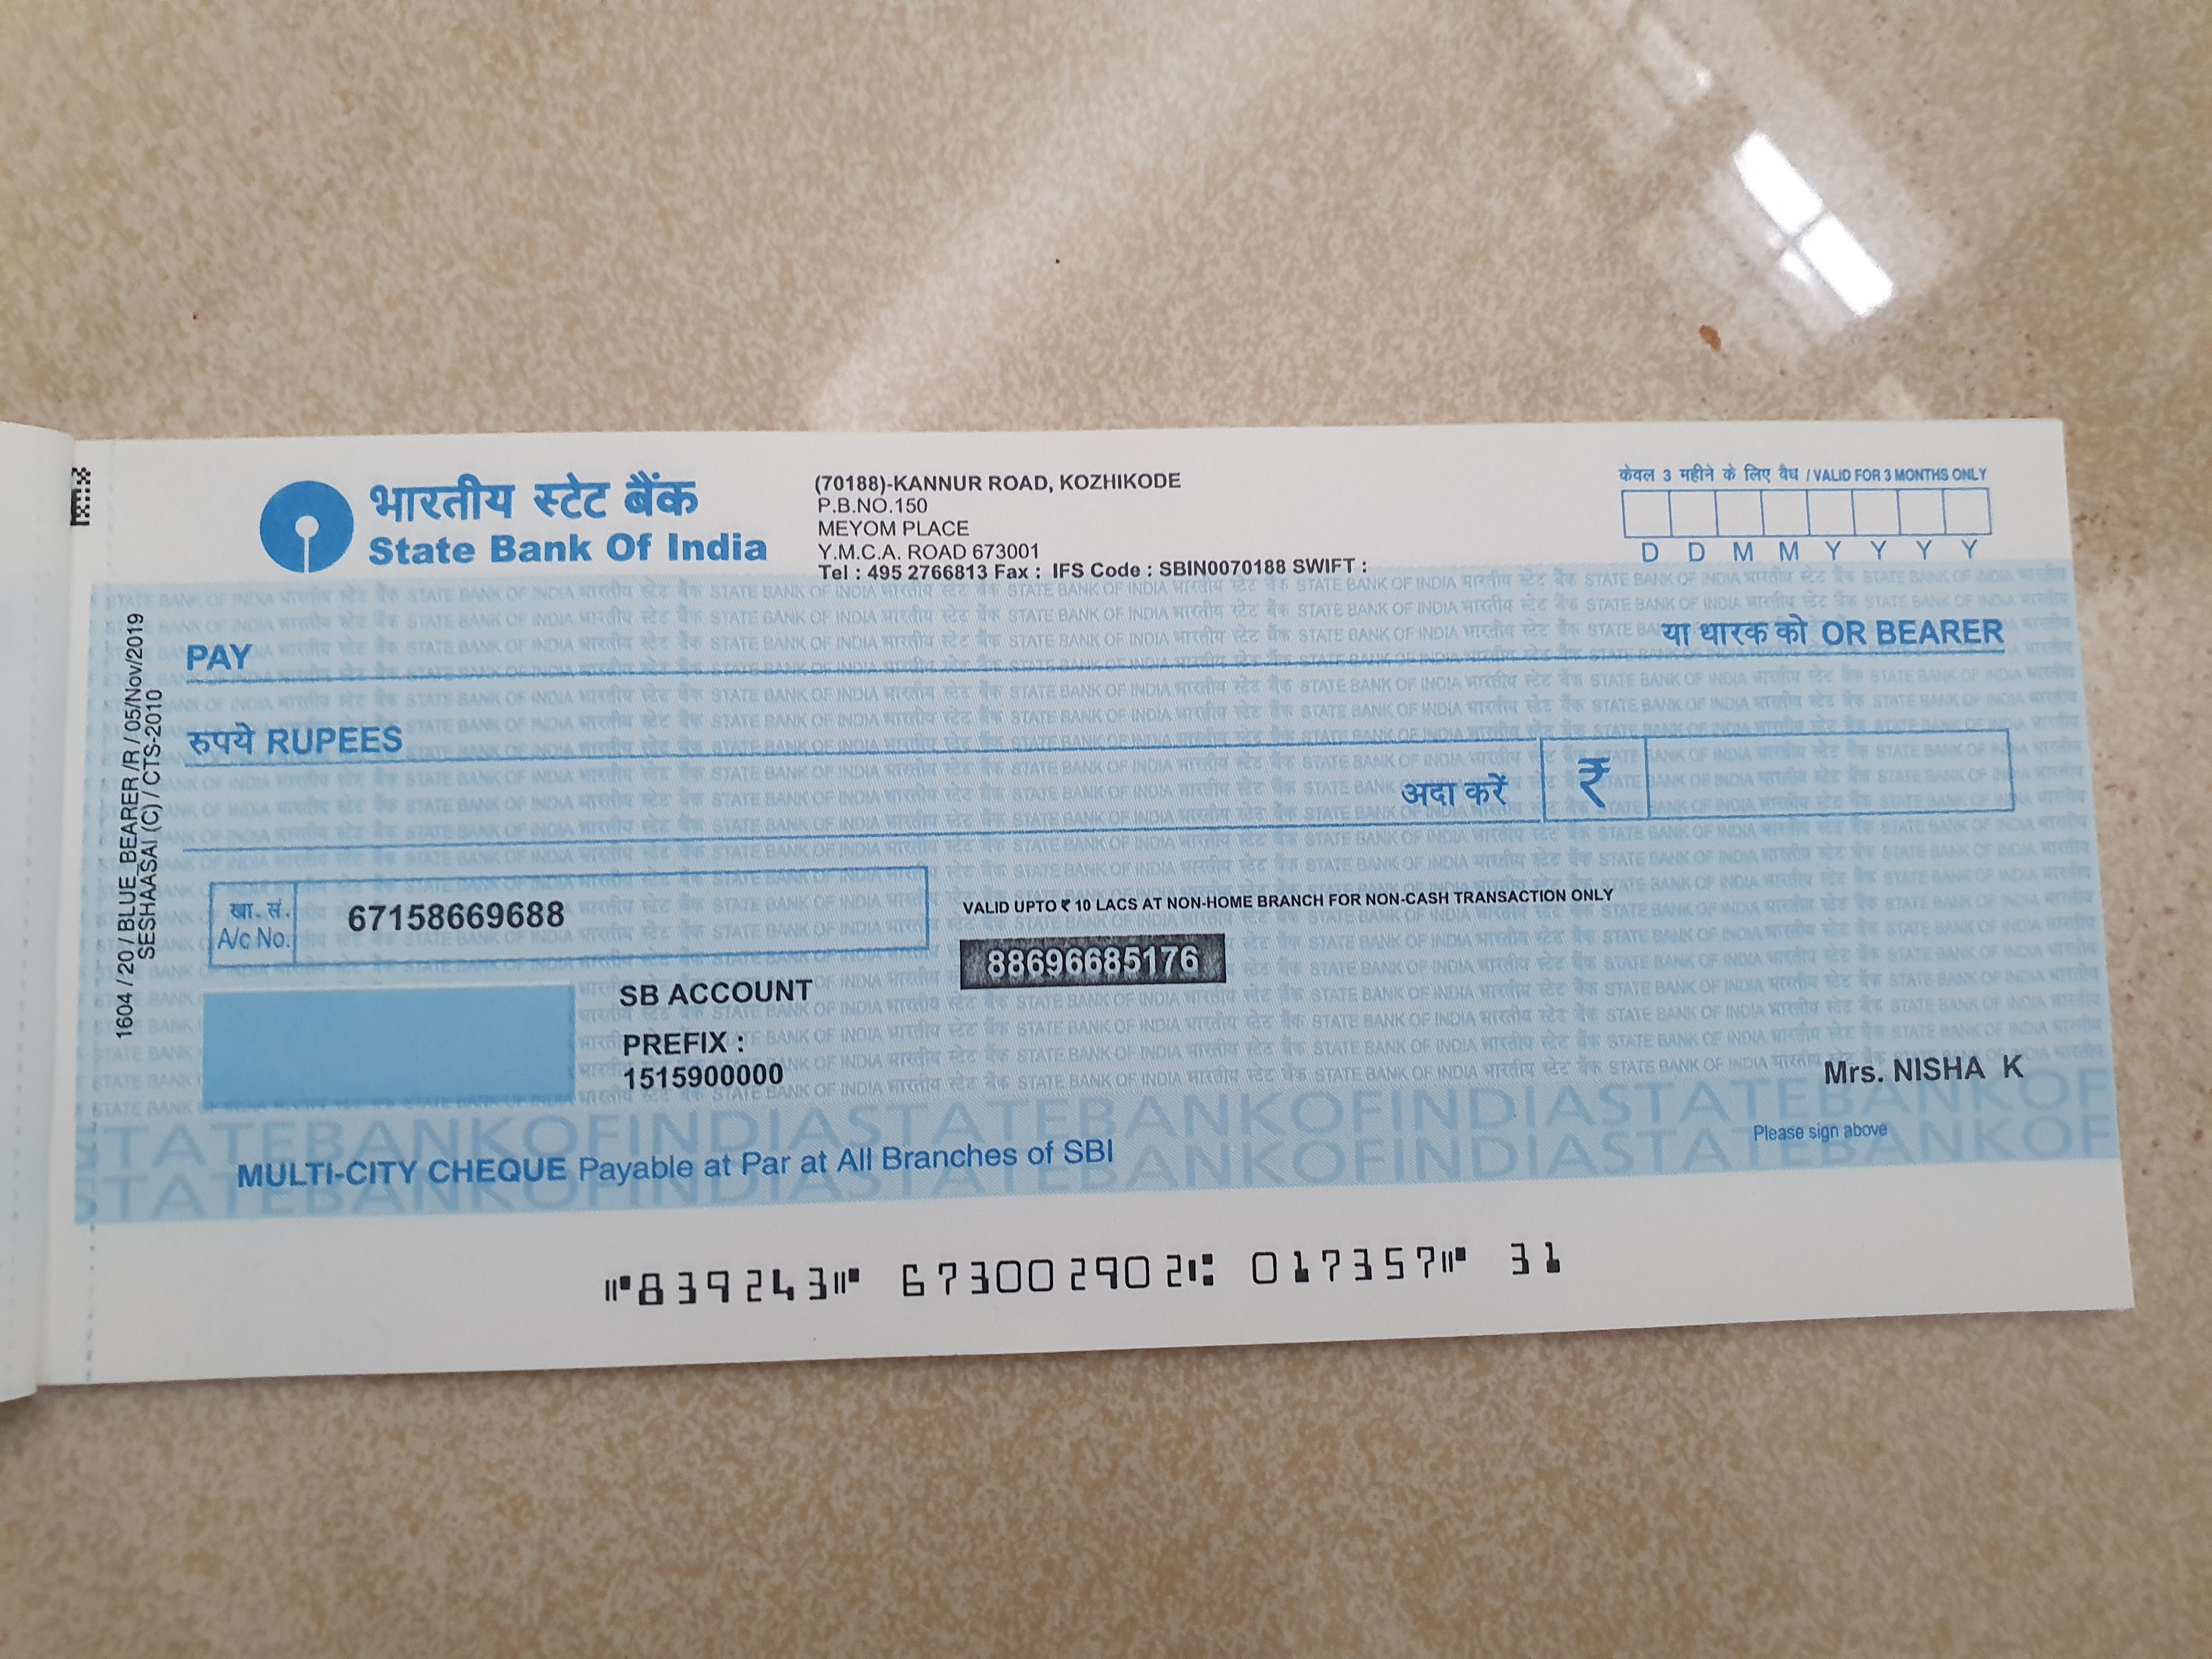 1604 / 20 / BLUE_BEARER /R / 05/Nov/2019
SESHAASAI (C) / CTS-2010
भारतीय स्टेट बैंक
State Bank Of India
(70188)-KANNUR ROAD, KOZHIKODE
P.B.NO.150
MEYOM PLACE
Y.M.C.A. ROAD 673001
Tel : 495 2766813 Fax : IFS Code : SBIN0070188 SWIFT :
केवल 3 महीने के लिए वैध / VALID FOR 3 MONTHS ONLY
D D M M Y Y Y Y
PAY
या धारक को OR BEARER
रुपये RUPEES
अदा करें
₹
खा. सं.
A/c No.
67158669688
VALID UPTO ₹ 10 LACS AT NON-HOME BRANCH FOR NON-CASH TRANSACTION ONLY
SB ACCOUNT
88696685176
PREFIX :
1515900000
Mrs. NISHA K
MULTI-CITY CHEQUE Payable at Par at All Branches of SBI
Please sign above
⑈839243⑈ 673002902⑆ 017357⑈ 31